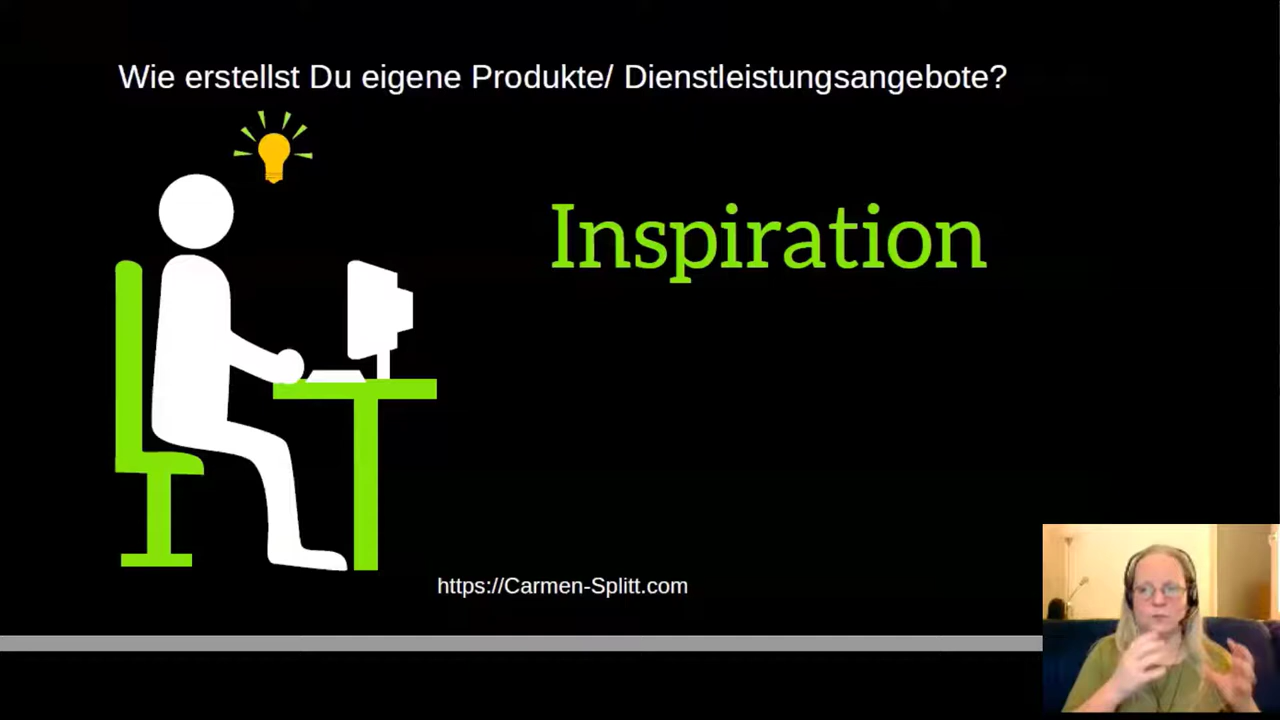 Wie erstellst Du eigene Produkte/ Dienstleistungsangebote?
Inspiration
https://Carmen-Splitt.com